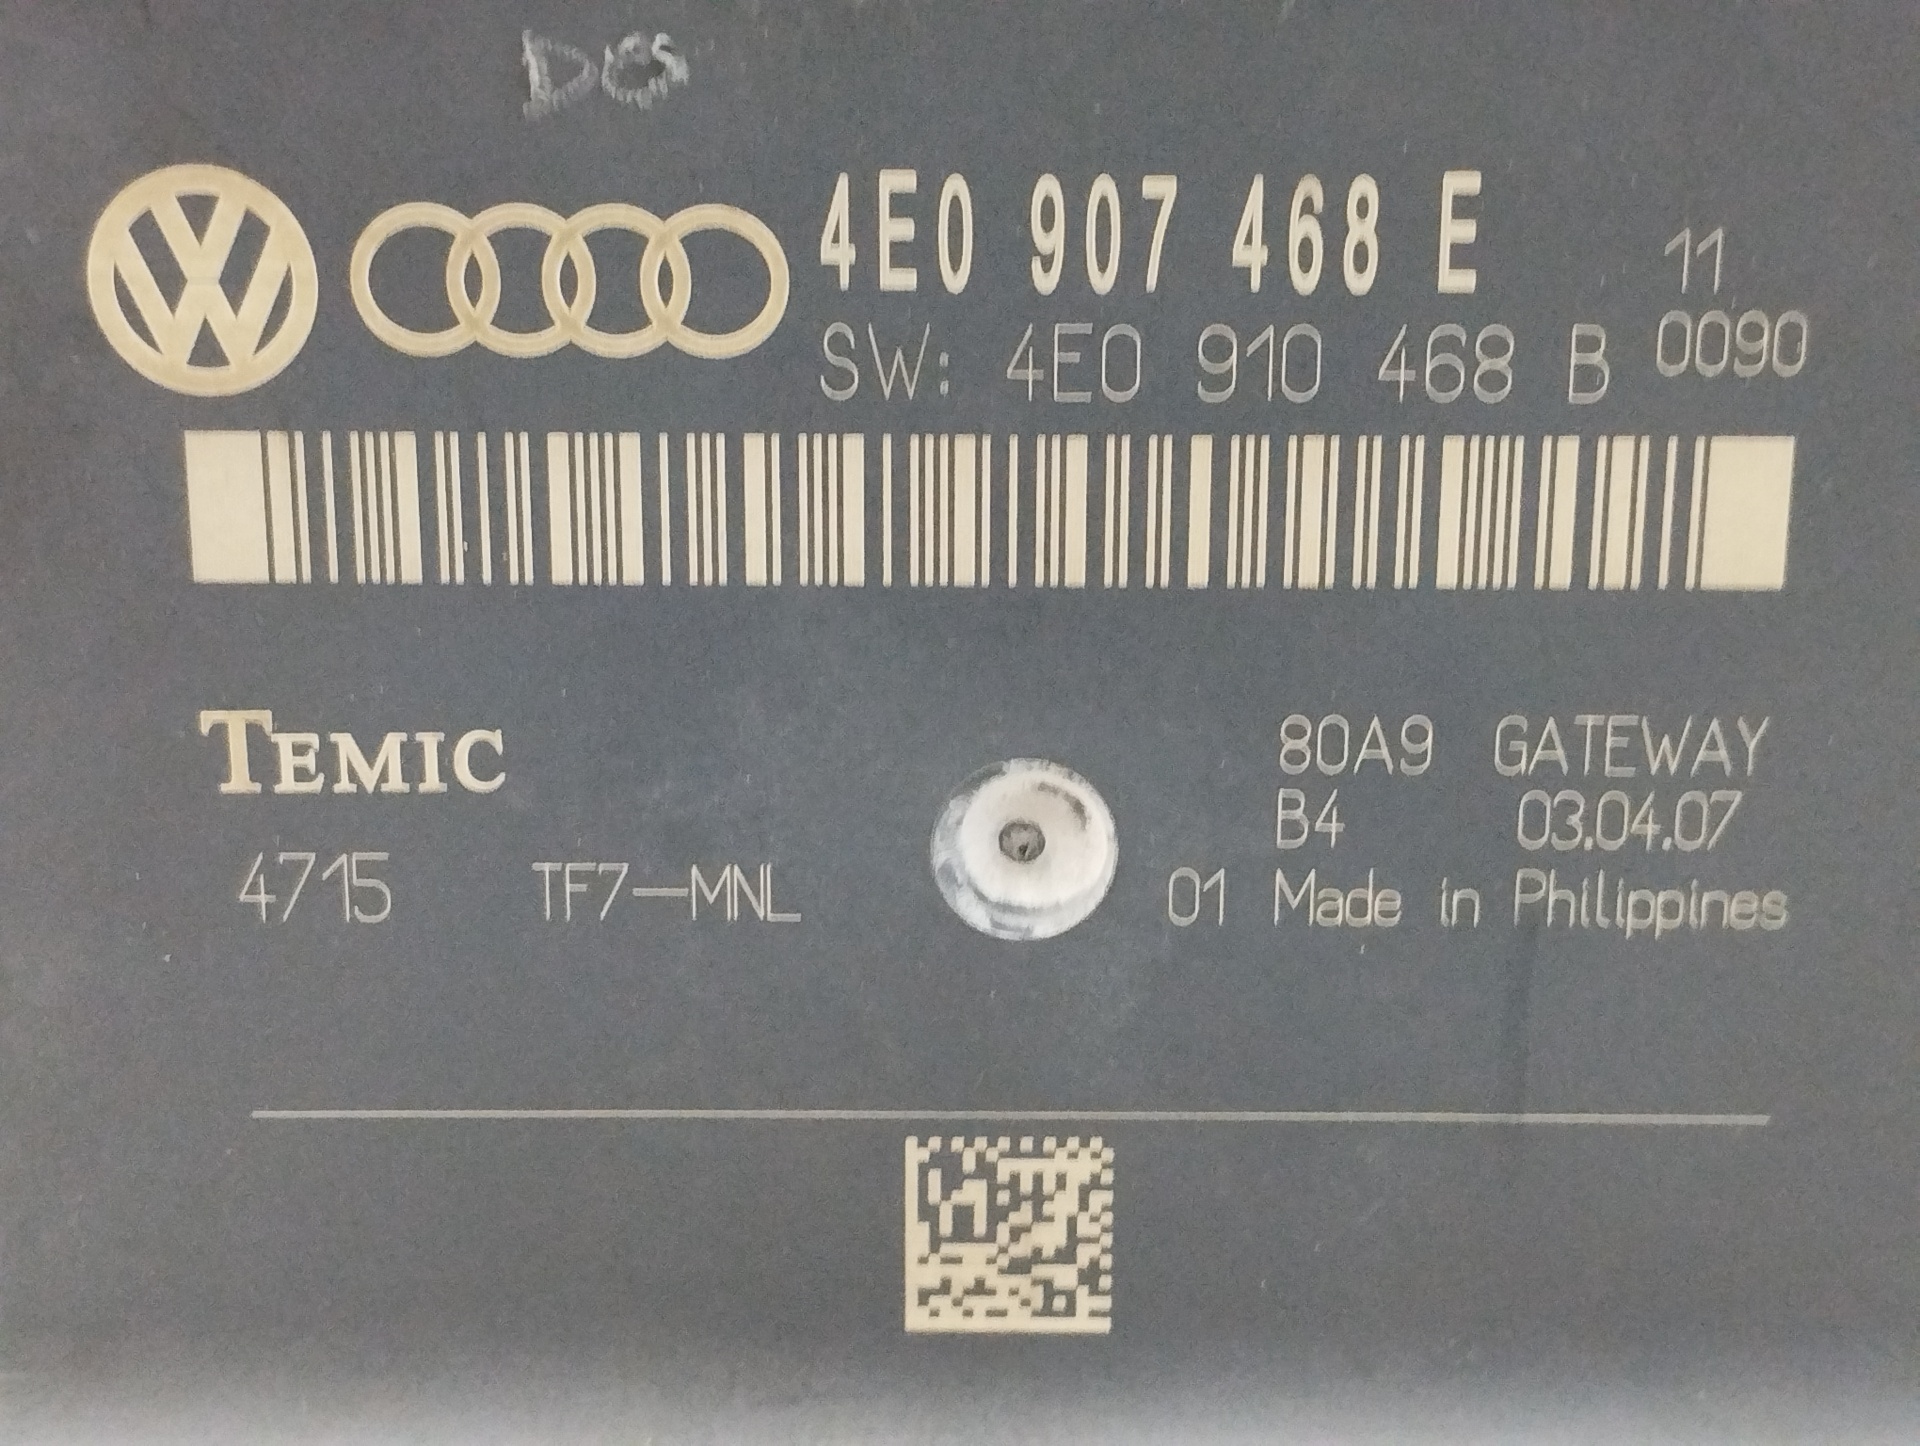 4E0 907 468 E 11
SW: 4E0 910 468 B 0090
TEMIC
80A9 GATEWAY
B4 03.04.07
4715 TF7-MNL 01 Made in Philippines